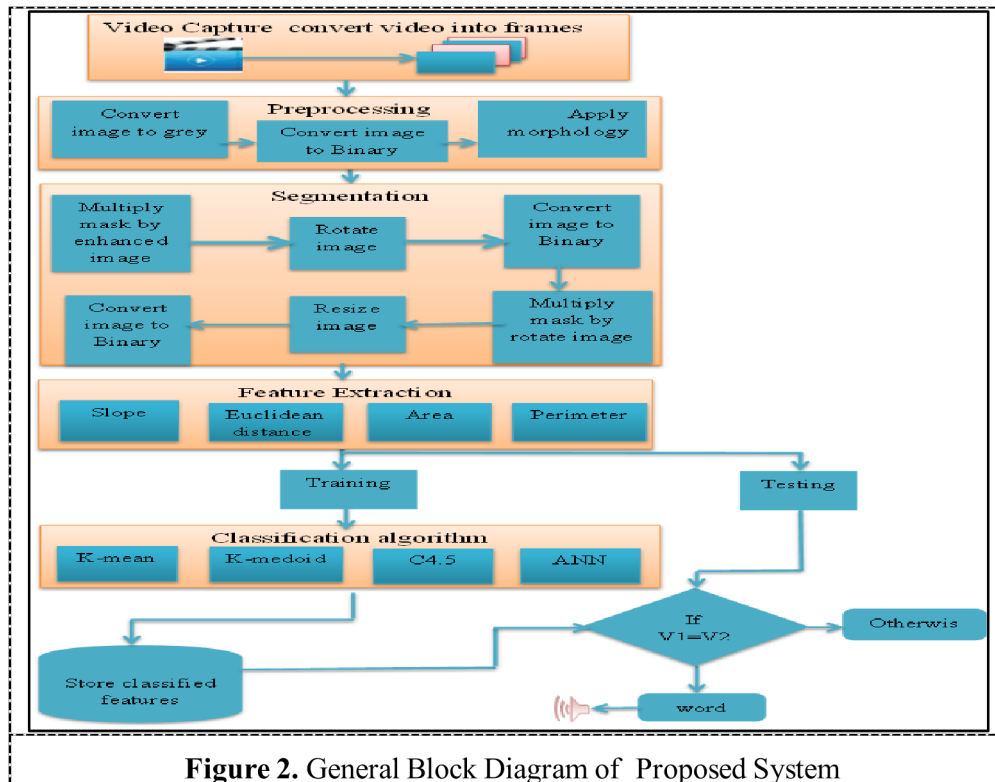 Video Capture convert video into frames
Preprocessing
Convert
image to grey
Convert image
to Binary
Apply
morphology
Segmentation
Multiply
mask by
enhanced
image
Rotate
image
Convert
image to
Binary
Multiply
mask by
rotate image
Resize
image
Convert
image to
Binary
Feature Extraction
Slope
Euclidean
distance
Area
Perimeter
Training
Testing
Classification algorithm
K-mean
K-medoid
C4.5
ANN
If
V1=V2
Otherwis
Store classified
features
word
Figure 2. General Block Diagram of Proposed System